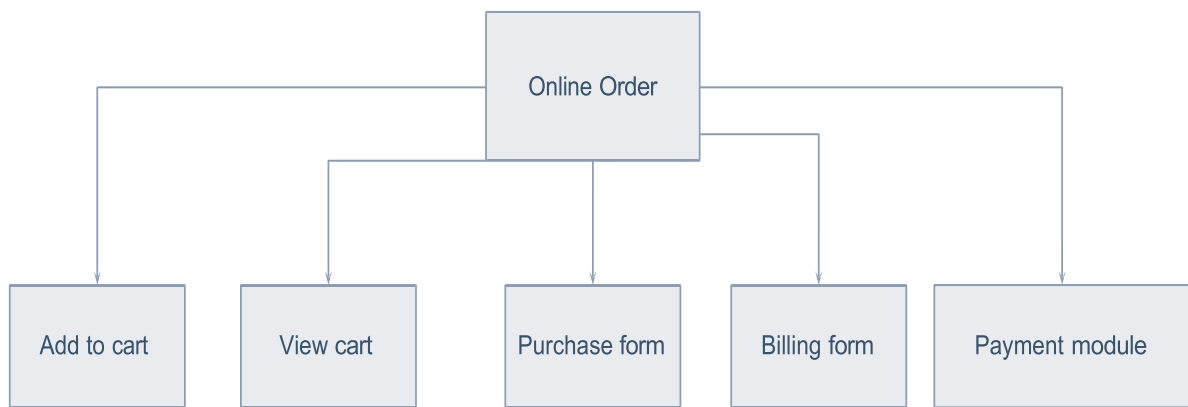 Online Order
Add to cart
View cart
Purchase form
Billing form
Payment module